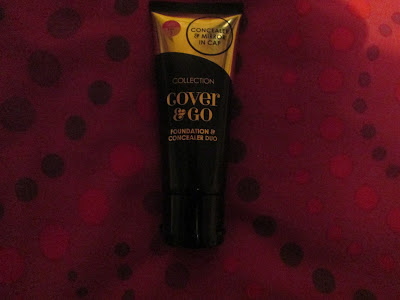 CONCEALER
& MIRROR
IN CAP
COLLECTION
cover
& GO
FOUNDATION &
CONCEALER DUO